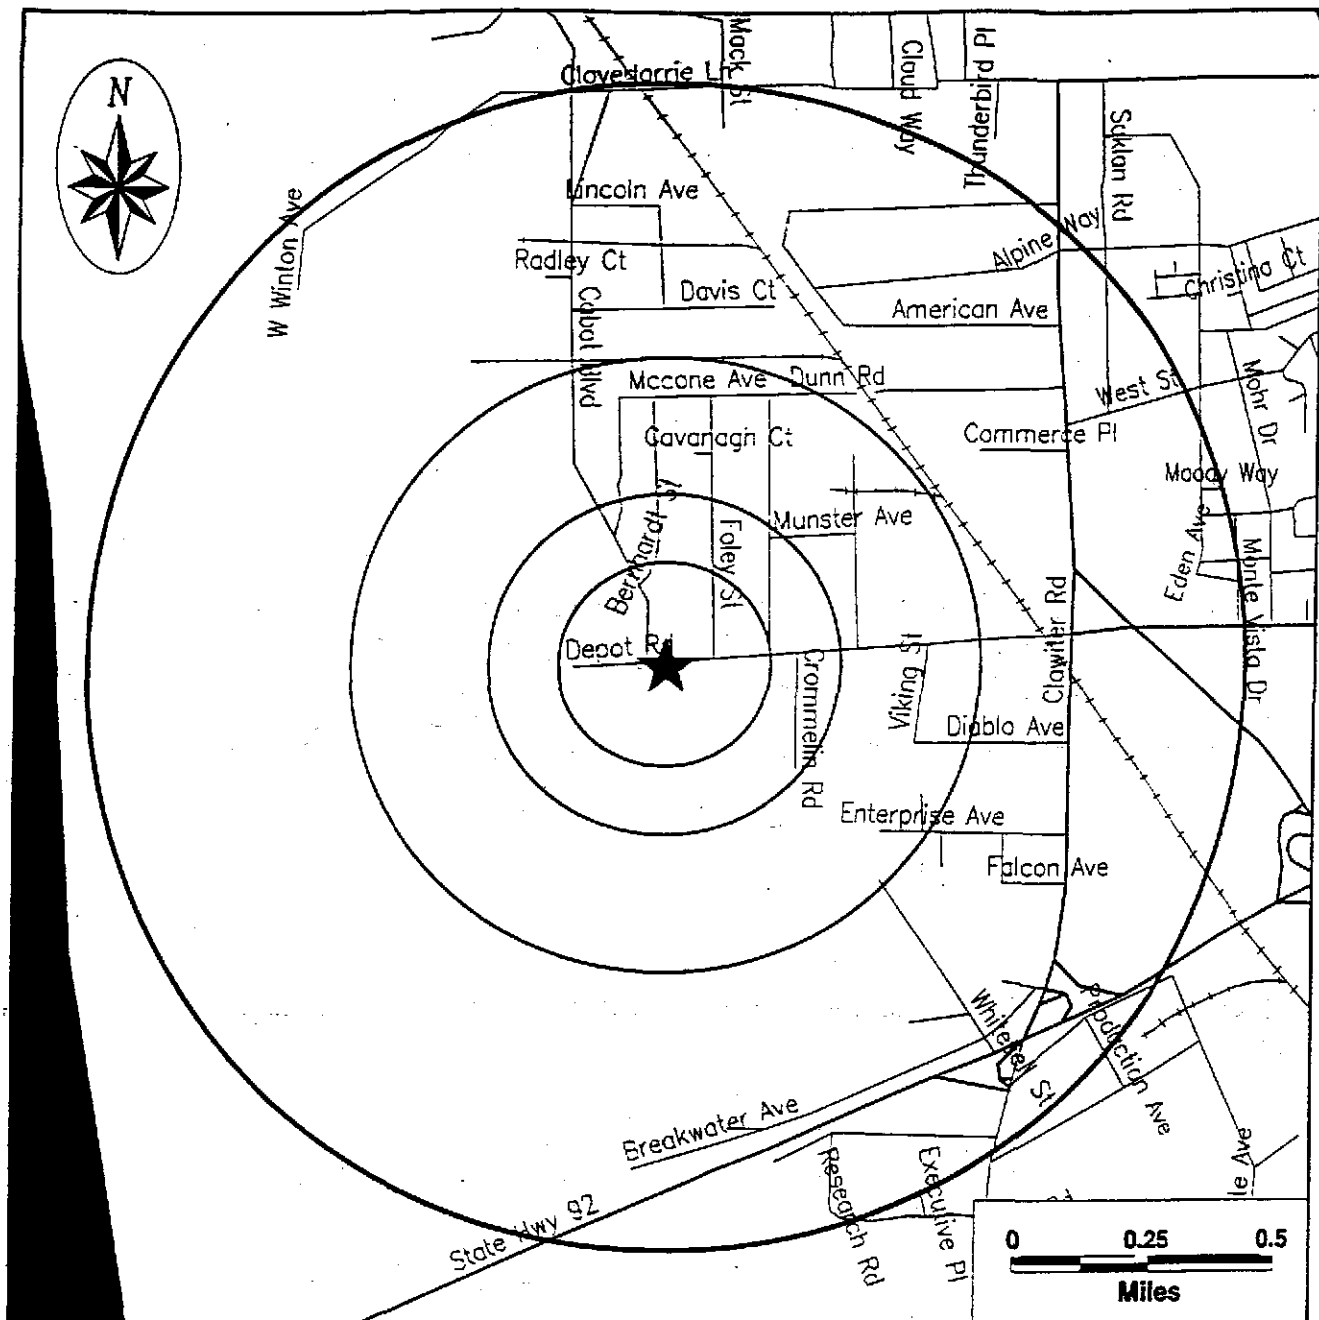 N
Mack St
Cloud Way
Thunderbird Pl
Suklan Rd
W Winton Ave
Lincoln Ave
Radley Ct
Cabot Blvd
Davis Ct
Alpine Way
American Ave
Christina Ct
Mccone Ave
Dunn Rd
West St
Mohr Dr
Cavanagh Ct
Commerce Pl
Moody Way
Bernhardt St
Foley St
Munster Ave
Eden Ave
Monte Vista Dr
Depot Rd
Crommelin Rd
Viking St
Clawiter Rd
Diablo Ave
Enterprise Ave
Falcon Ave
Whitesell St
Production Ave
Breakwater Ave
State Hwy 92
Research Rd
Executive Pl
le Ave
0 0.25 0.5
Miles